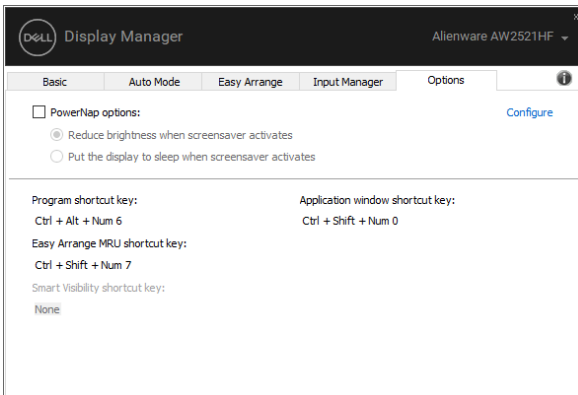 DELL Display Manager
Alienware AW2521HF
Basic Auto Mode Easy Arrange Input Manager Options
PowerNap options: Configure
Reduce brightness when screensaver activates
Put the display to sleep when screensaver activates
Program shortcut key: Application window shortcut key:
Ctrl + Alt + Num 6 Ctrl + Shift + Num 0
Easy Arrange MRU shortcut key:
Ctrl + Shift + Num 7
Smart Visibility shortcut key:
None